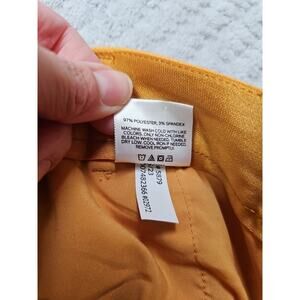 97% POLYESTER, 3% SPANDEX
MACHINE WASH COLD WITH LIKE
COLORS, ONLY NON-CHLORINE
BLEACH WHEN NEEDED. TUMBLE
DRY LOW. COOL IRON IF NEEDED.
REMOVE PROMPTLY.